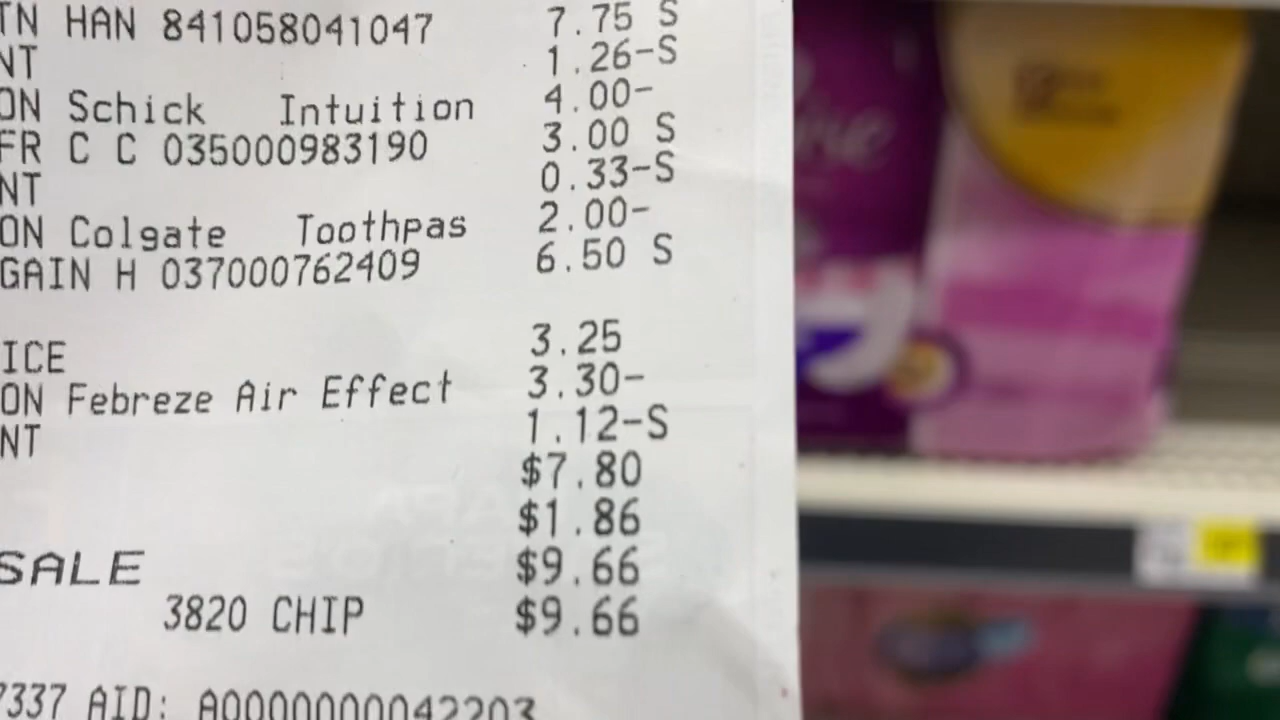 TN HAN 841058041047 7.75 S
NT 1.26-S
ON Schick Intuition 4.00-
FR C C 035000983190 3.00 S
NT 0.33-S
ON Colgate Toothpas 2.00-
GAIN H 037000762409 6.50 S
ICE 3.25
ON Febreze Air Effect 3.30-
NT 1.12-S
$7.80
$1.86
SALE $9.66
3820 CHIP $9.66
7337 AID: A0000000042203